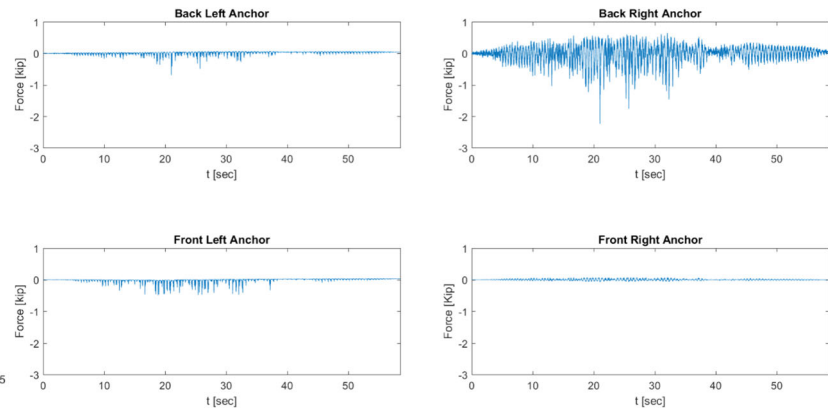 Back Left Anchor
1
0
-1
-2
-3
Force [kip]
0 10 20 30 40 50
t [sec]
Back Right Anchor
1
0
-1
-2
-3
Force [kip]
0 10 20 30 40 50
t [sec]
Front Left Anchor
1
0
-1
-2
-3
Force [kip]
0 10 20 30 40 50
t [sec]
Front Right Anchor
1
0
-1
-2
-3
Force [Kip]
0 10 20 30 40 50
t [sec]
5